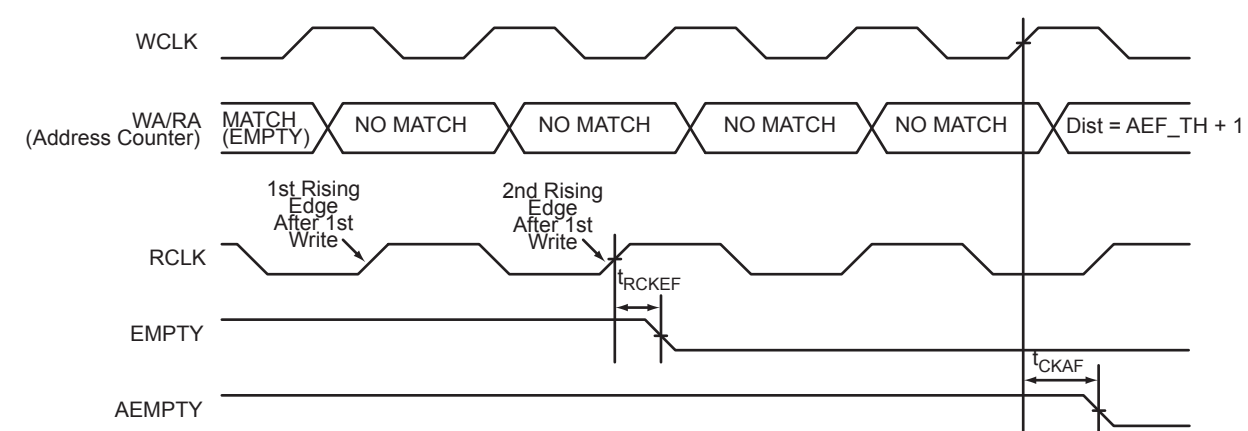 WCLK
WA/RA
(Address Counter)
MATCH
(EMPTY)
NO MATCH
NO MATCH
NO MATCH
NO MATCH
Dist = AEF_TH + 1
1st Rising
Edge
After 1st
Write
2nd Rising
Edge
After 1st
Write
RCLK
tRCKEF
EMPTY
tCKAF
AEMPTY